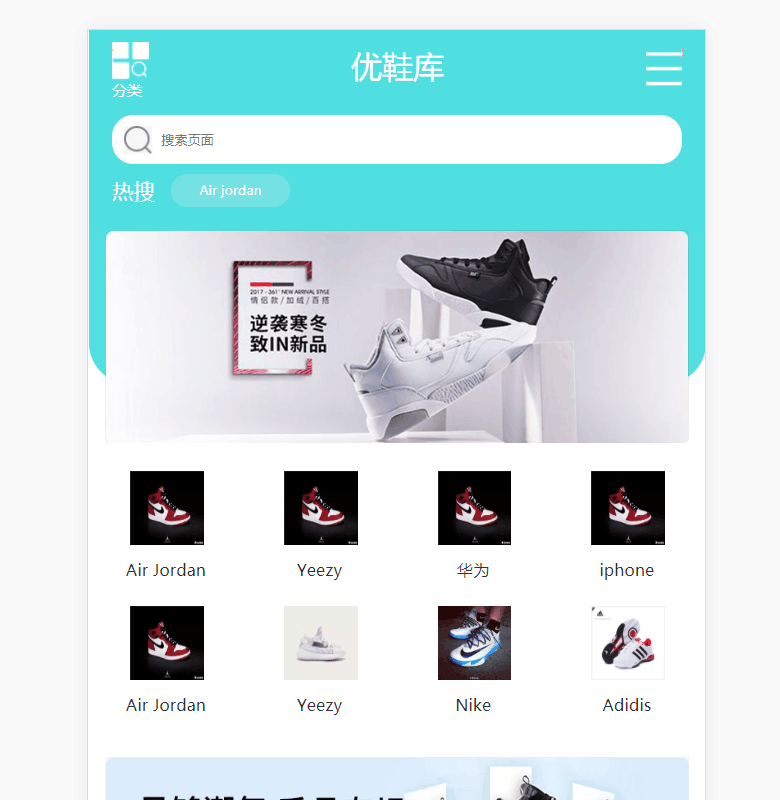 优鞋库
分类
搜索页面
热搜 Air jordan
2017 - 361° NEW ARRIVAL STYLE
情侣款/加绒/百搭
逆袭寒冬
致IN新品
Air Jordan Yeezy 华为 iphone
Air Jordan Yeezy Nike Adidis